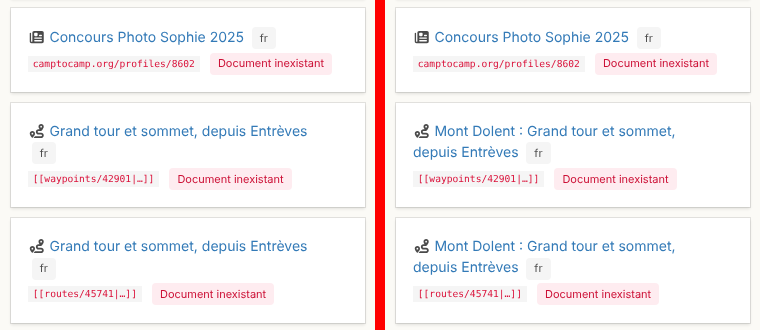 Concours Photo Sophie 2025 fr
camptocamp.org/profiles/8602 Document inexistant
Grand tour et sommet, depuis Entrèves
fr
[[waypoints/42901|…]] Document inexistant
Grand tour et sommet, depuis Entrèves
fr
[[routes/45741|…]] Document inexistant
Concours Photo Sophie 2025 fr
camptocamp.org/profiles/8602 Document inexistant
Mont Dolent : Grand tour et sommet,
depuis Entrèves fr
[[waypoints/42901|…]] Document inexistant
Mont Dolent : Grand tour et sommet,
depuis Entrèves fr
[[routes/45741|…]] Document inexistant